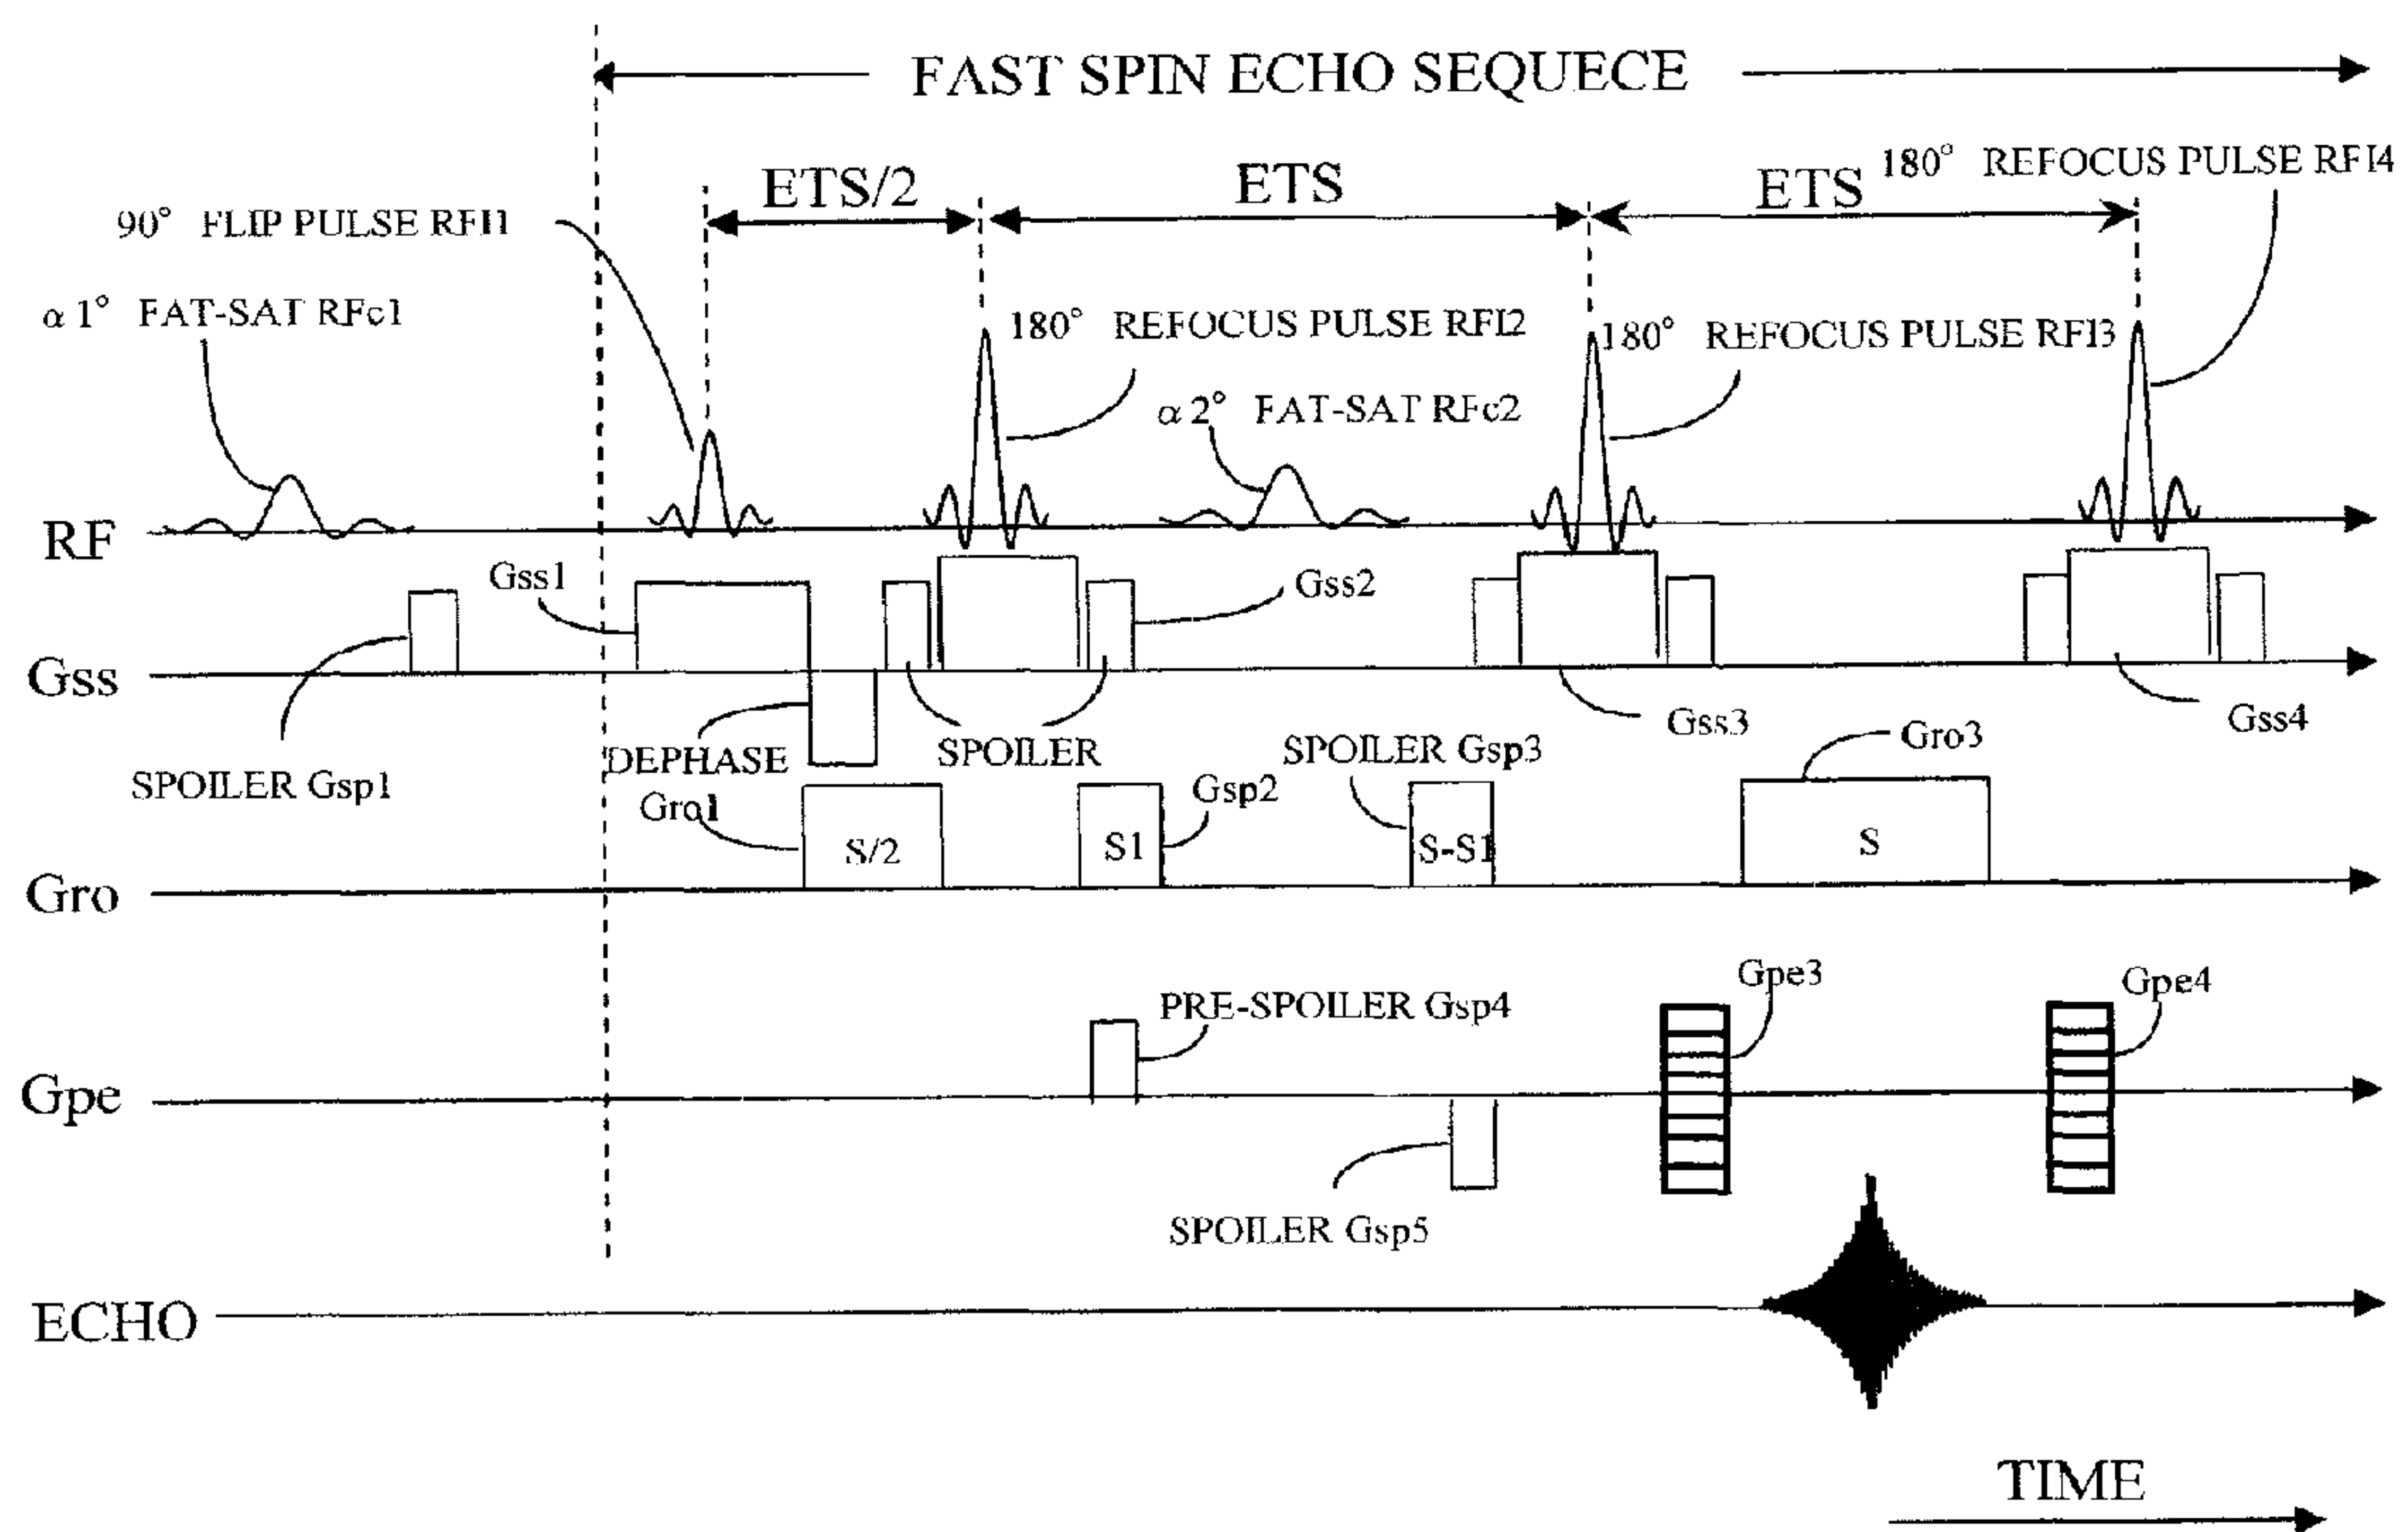 FAST SPIN ECHO SEQUECE
ETS/2
ETS
ETS
180° REFOCUS PULSE RFI4
90° FLIP PULSE RFI1
α1° FAT-SAT RFc1
180° REFOCUS PULSE RFI2
180° REFOCUS PULSE RFI3
α2° FAT-SAT RFc2
RF
Gss1
Gss2
Gss
Gss3
Gss4
DEPHASE
SPOILER
SPOILER Gsp3
Gro3
SPOILER Gsp1
Gro1
Gsp2
S/2
S1
S-S1
S
Gro
Gpe3
Gpe4
PRE-SPOILER Gsp4
Gpe
SPOILER Gsp5
ECHO
TIME